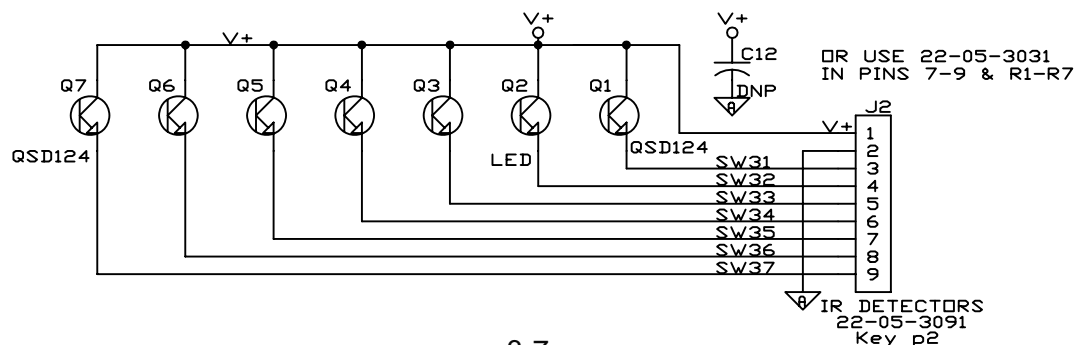 V+ V+
V+ C12 OR USE 22-05-3031
IN PINS 7-9 & R1-R7
Q7 Q6 Q5 Q4 Q3 Q2 Q1 DNP
A
J2
V+ 1
QSD124 LED QSD124
2
SW31 3
SW32 4
SW33 5
SW34 6
SW35 7
SW36 8
SW37 9
A IR DETECTORS
22-05-3091
Key p2